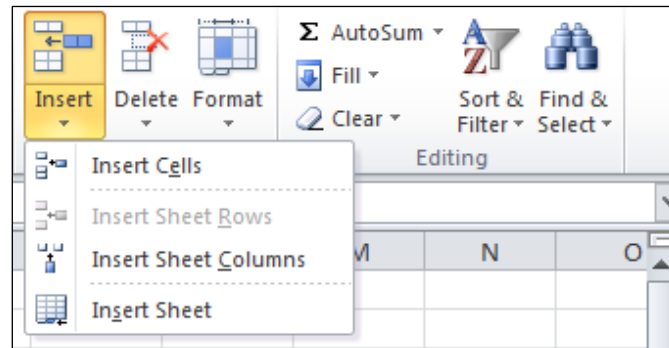 Insert
Delete
Format
Σ AutoSum
Fill
Clear
Sort &
Filter
Find &
Select
Editing
Insert Cells
Insert Sheet Rows
Insert Sheet Columns
Insert Sheet
M
N
O